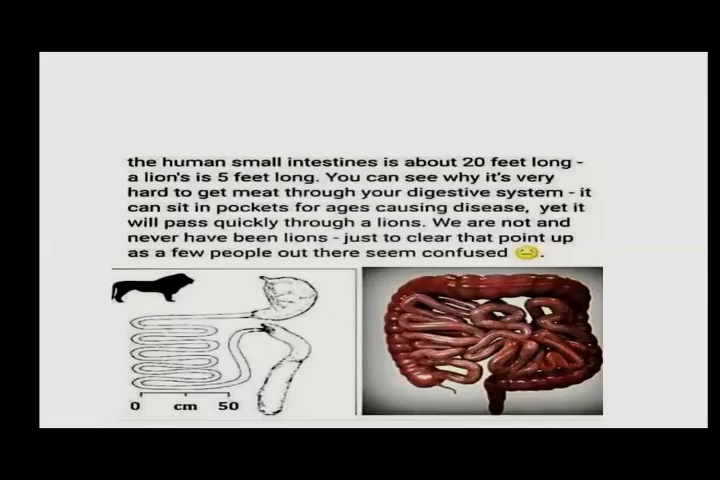 the human small intestines is about 20 feet long -
a lion's is 5 feet long. You can see why it's very
hard to get meat through your digestive system - it
can sit in pockets for ages causing disease, yet it
will pass quickly through a lions. We are not and
never have been lions - just to clear that point up
as a few people out there seem confused 😑.
0 cm 50